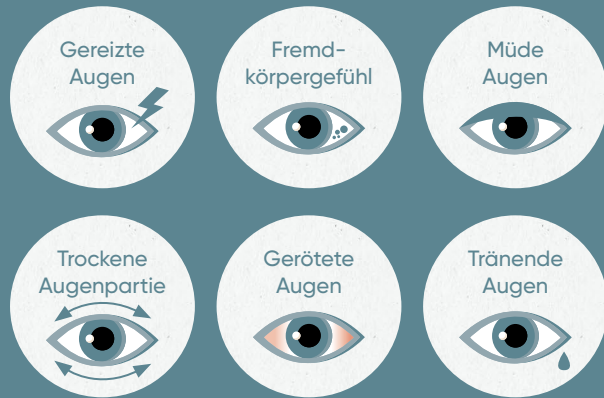 Gereizte
Augen
Fremd-
körpergefühl
Müde
Augen
Trockene
Augenpartie
Gerötete
Augen
Tränende
Augen